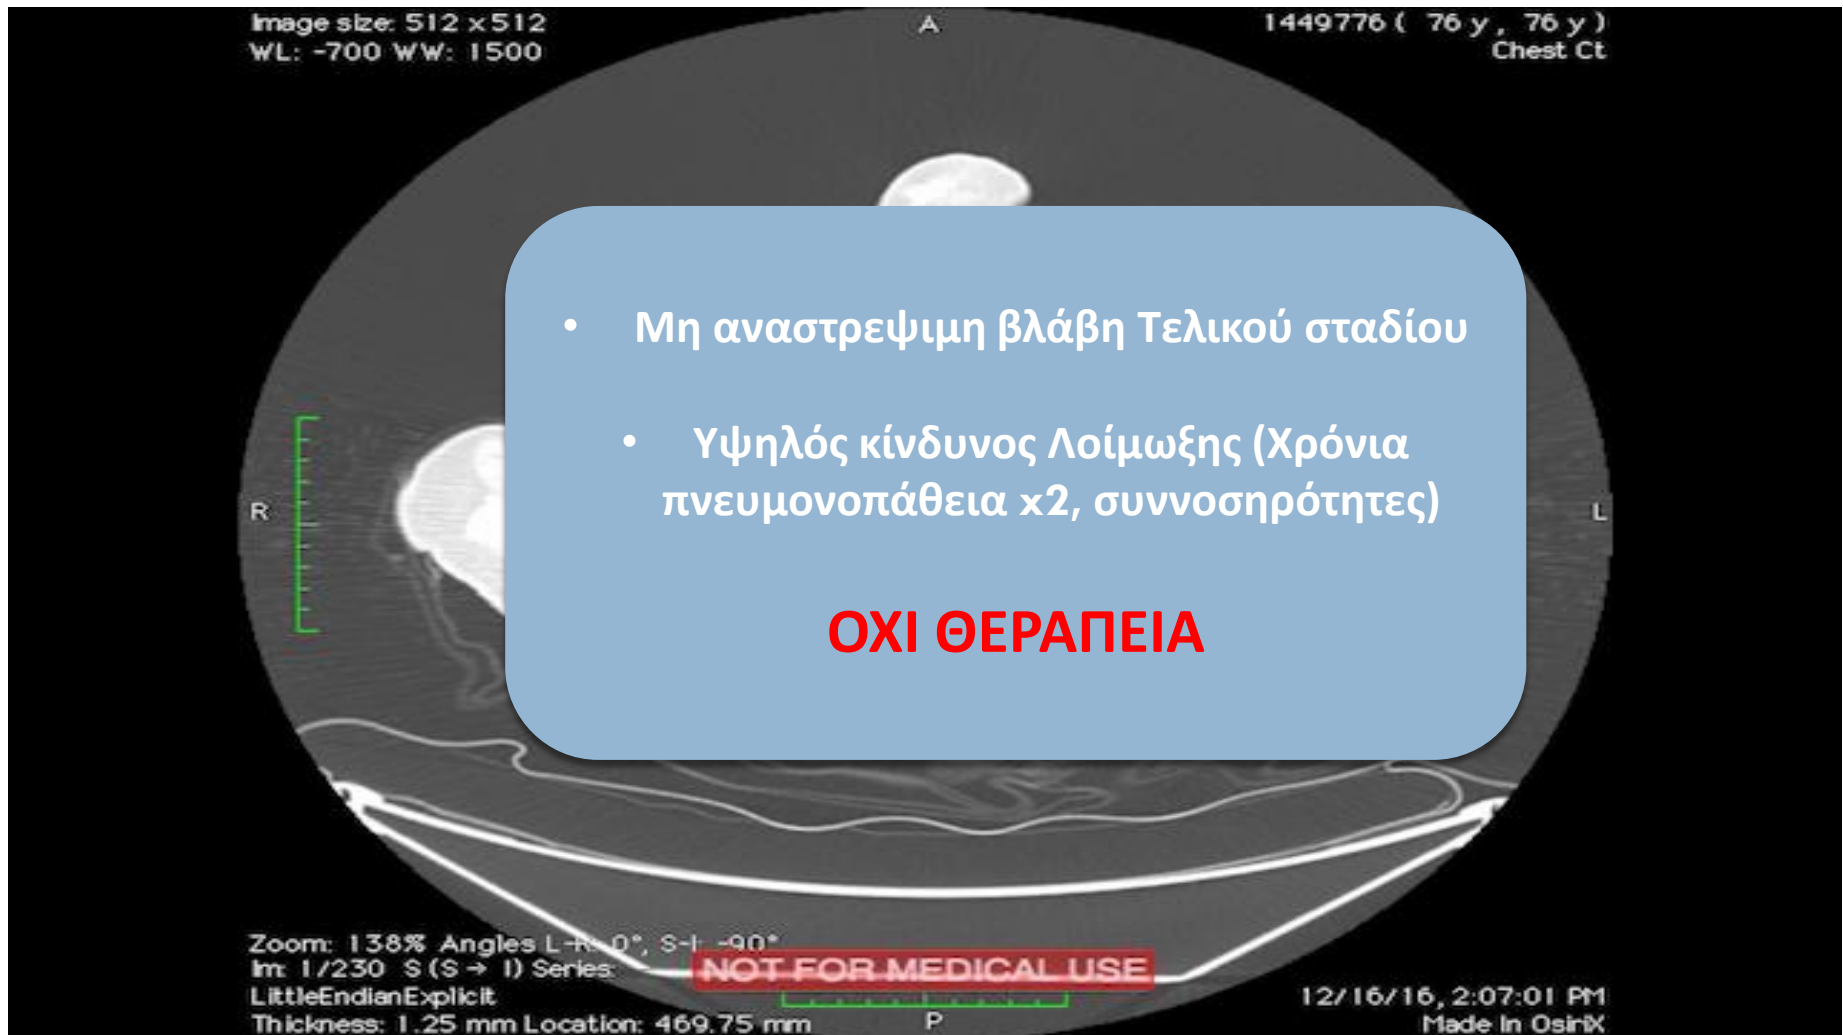 Image size: 512 x 512
WL: -700 WW: 1500
A
1449776 ( 76 y , 76 y )
Chest Ct
• Μη αναστρεψιμη βλάβη Τελικού σταδίου
• Υψηλός κίνδυνος Λοίμωξης (Χρόνια
πνευμονοπάθεια x2, συννοσηρότητες)
ΟΧΙ ΘΕΡΑΠΕΙΑ
R
L
Zoom: 138% Angles L-R: 0°, S-I: -90°
Im: 1/230 S (S → I) Series:
LittleEndianExplicit
Thickness: 1.25 mm Location: 469.75 mm
NOT FOR MEDICAL USE
P
12/16/16, 2:07:01 PM
Made In OsiriX